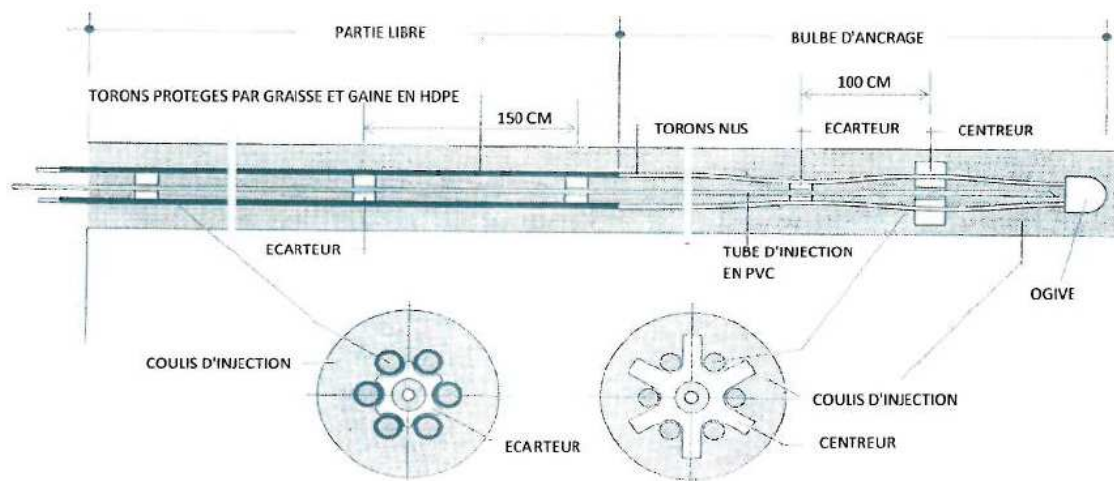 PARTIE LIBRE
BULBE D'ANCRAGE
100 CM
TORONS PROTEGES PAR GRAISSE ET GAINE EN HDPE
150 CM
TORONS NUS
ECARTEUR
CENTREUR
ECARTEUR
TUBE D'INJECTION
EN PVC
OGIVE
COULIS D'INJECTION
COULIS D'INJECTION
ECARTEUR
CENTREUR